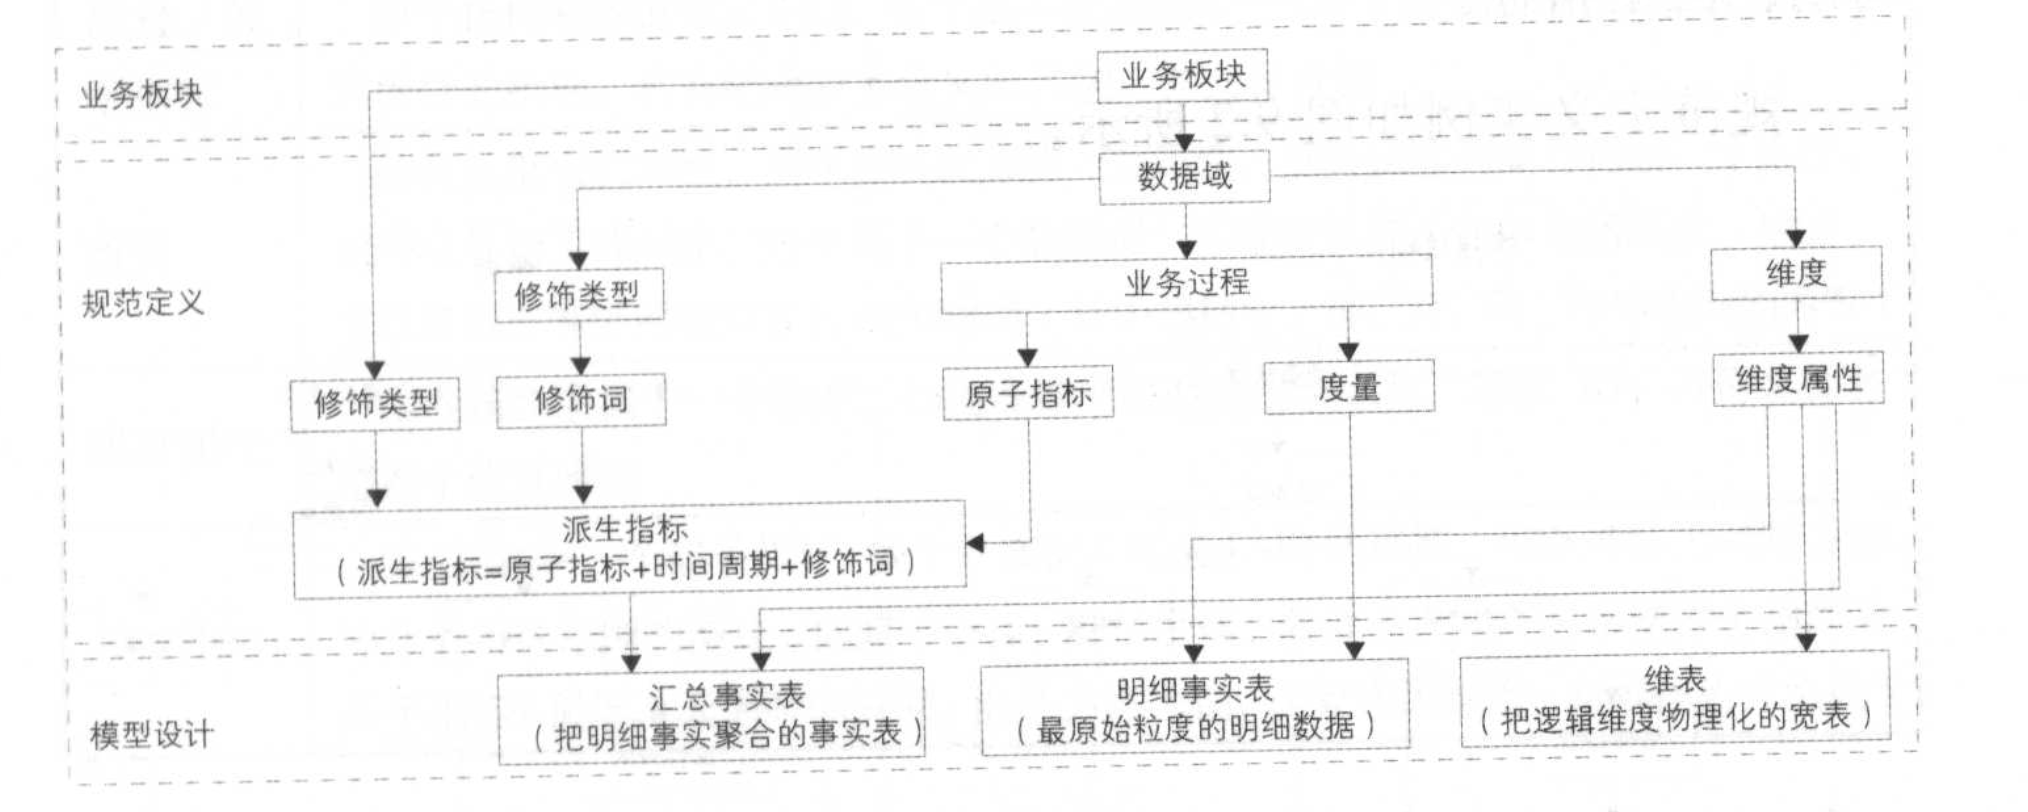 业务板块
业务板块
数据域
规范定义
修饰类型
业务过程
维度
修饰类型
修饰词
原子指标
度量
维度属性
派生指标
（派生指标=原子指标+时间周期+修饰词）
模型设计
汇总事实表
（把明细事实聚合的事实表）
明细事实表
（最原始粒度的明细数据）
维表
（把逻辑维度物理化的宽表）